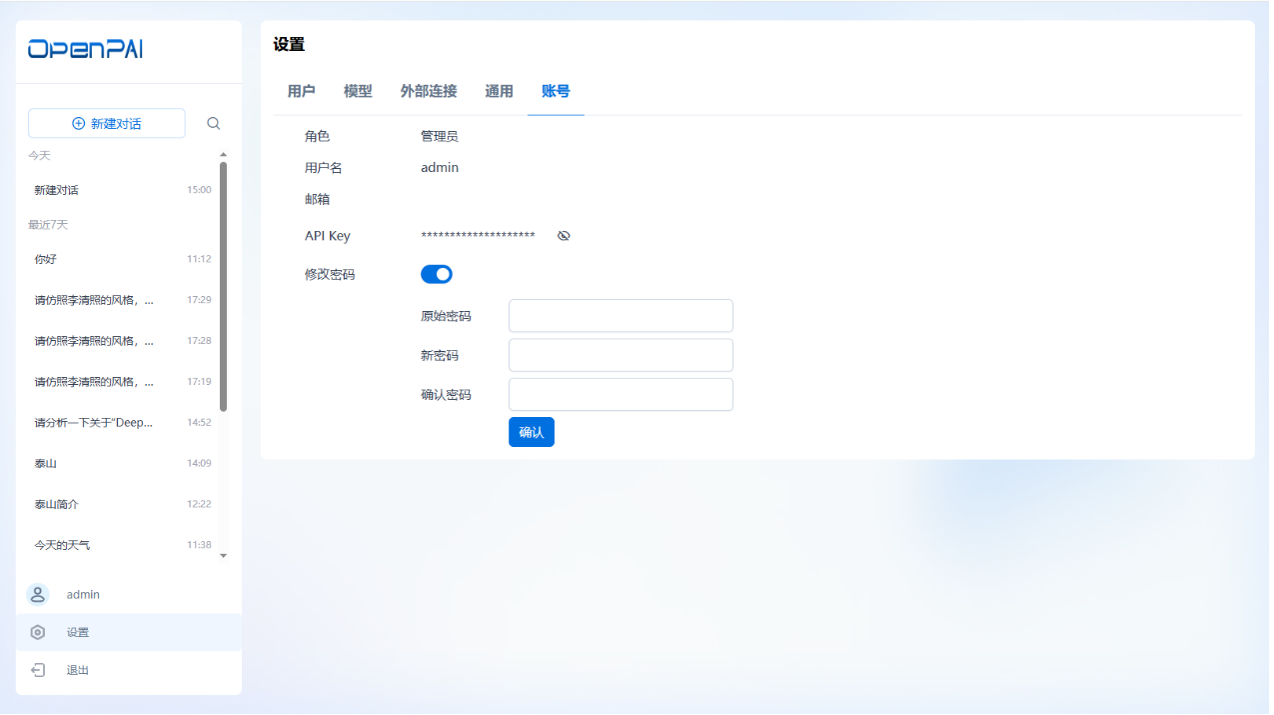 OpenPAI
新建对话
今天
新建对话 15:00
最近7天
你好 11:12
请仿照李清照的风格，... 17:29
请仿照李清照的风格，... 17:28
请仿照李清照的风格，... 17:19
请分析一下关于"Deep... 14:52
泰山 14:09
泰山简介 12:22
今天的天气 11:38
admin
设置
退出
设置
用户 模型 外部连接 通用 账号
角色 管理员
用户名 admin
邮箱
API Key ********************
修改密码
原始密码
新密码
确认密码
确认